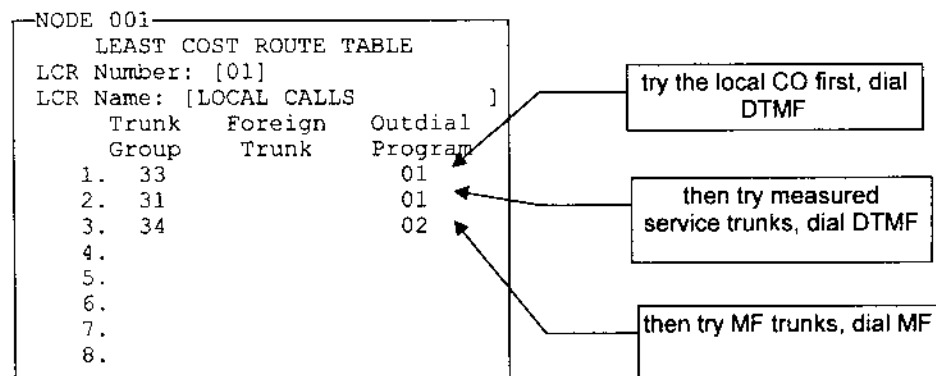 NODE 001
LEAST COST ROUTE TABLE
LCR Number: [01]
LCR Name: [LOCAL CALLS ]
Trunk Foreign Outdial
Group Trunk Program
1. 33 01
2. 31 01
3. 34 02
4.
5.
6.
7.
8.
try the local CO first, dial
DTMF
then try measured
service trunks, dial DTMF
then try MF trunks, dial MF